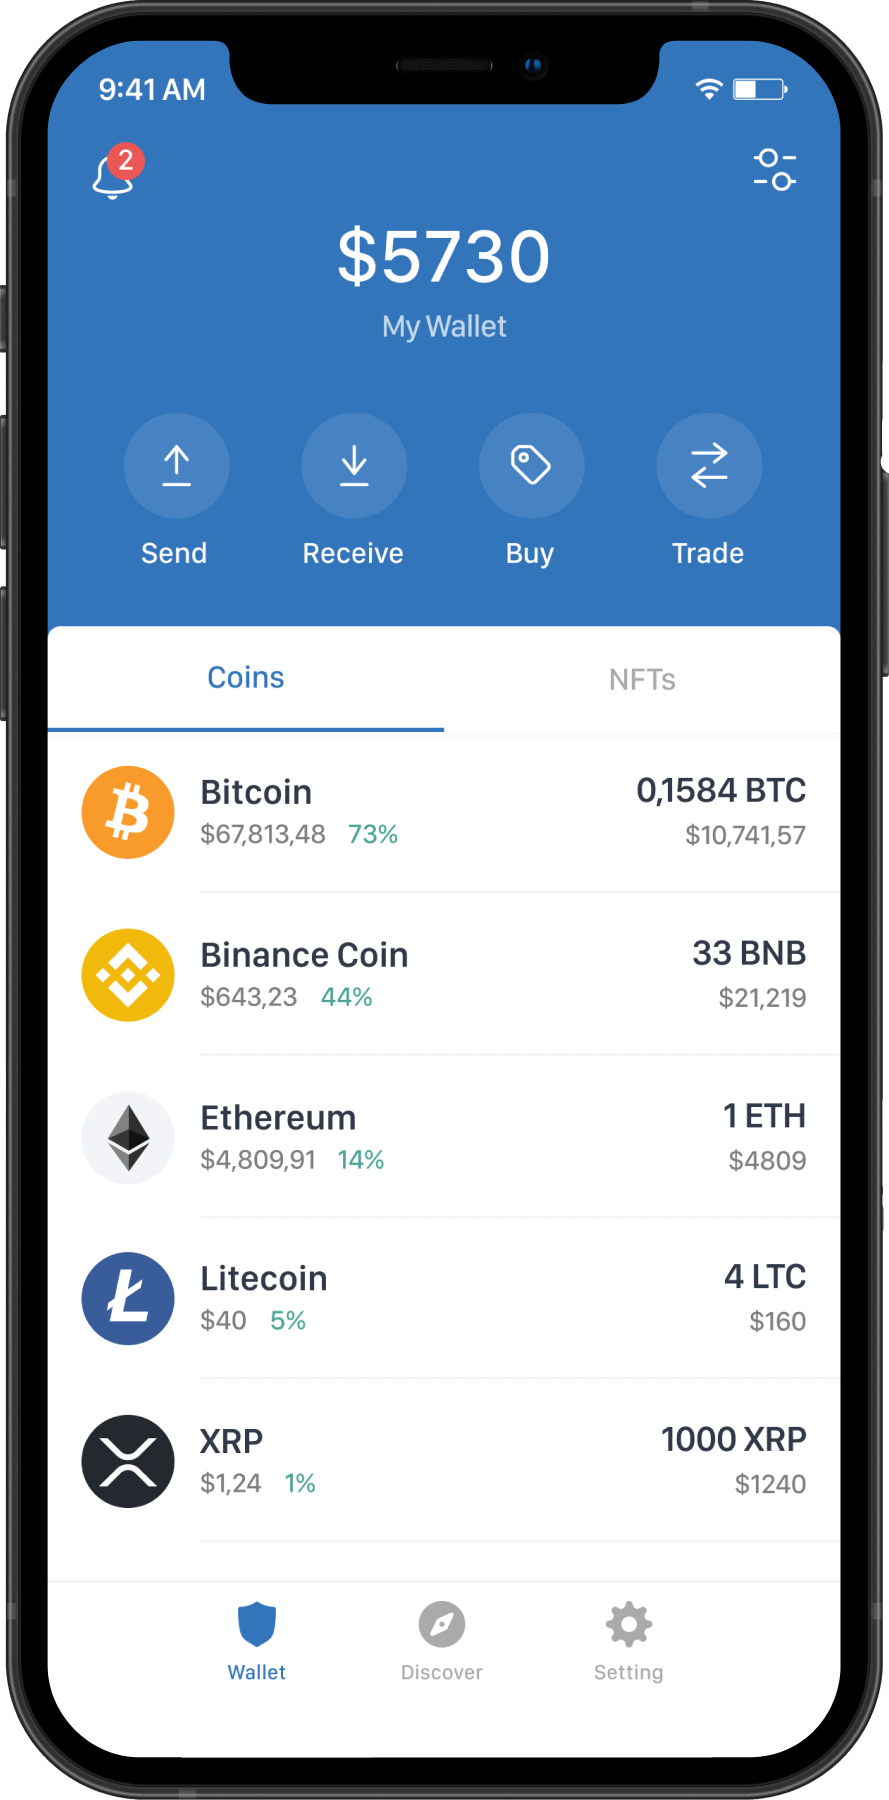 9:41 AM
2
$5730
My Wallet
Send Receive Buy Trade
Coins NFTs
Bitcoin 0,1584 BTC
$67,813,48 73% $10,741,57
Binance Coin 33 BNB
$643,23 44% $21,219
Ethereum 1 ETH
$4,809,91 14% $4809
Litecoin 4 LTC
$40 5% $160
XRP 1000 XRP
$1,24 1% $1240
Wallet Discover Setting